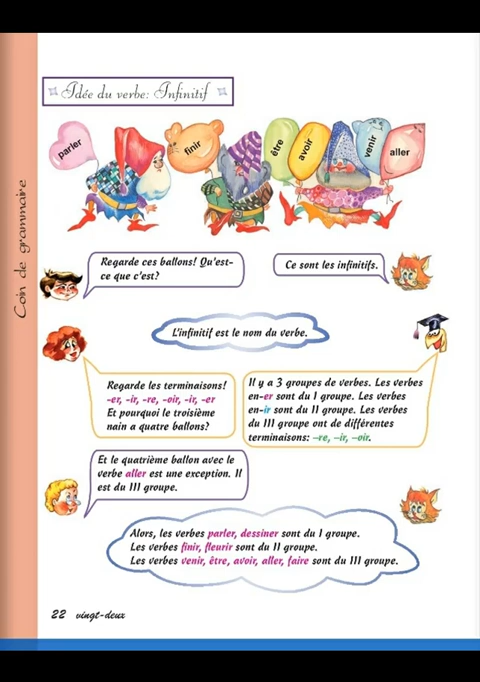 Idée du verbe: Infinitif
parler
finir
être
avoir
venir
aller
Coin de grammaire
Regarde ces ballons! Qu'est-
ce que c'est?
Ce sont les infinitifs.
L'infinitif est le nom du verbe.
Regarde les terminaisons!
-er, -ir, -re, -oir, -ir, -er
Et pourquoi le troisième
nain a quatre ballons?
Il y a 3 groupes de verbes. Les verbes
en-er sont du I groupe. Les verbes
en-ir sont du II groupe. Les verbes
du III groupe ont de différentes
terminaisons: –re, –ir, –oir.
Et le quatrième ballon avec le
verbe aller est une exception. Il
est du III groupe.
Alors, les verbes parler, dessiner sont du I groupe.
Les verbes finir, fleurir sont du II groupe.
Les verbes venir, être, avoir, aller, faire sont du III groupe.
22 vingt-deux